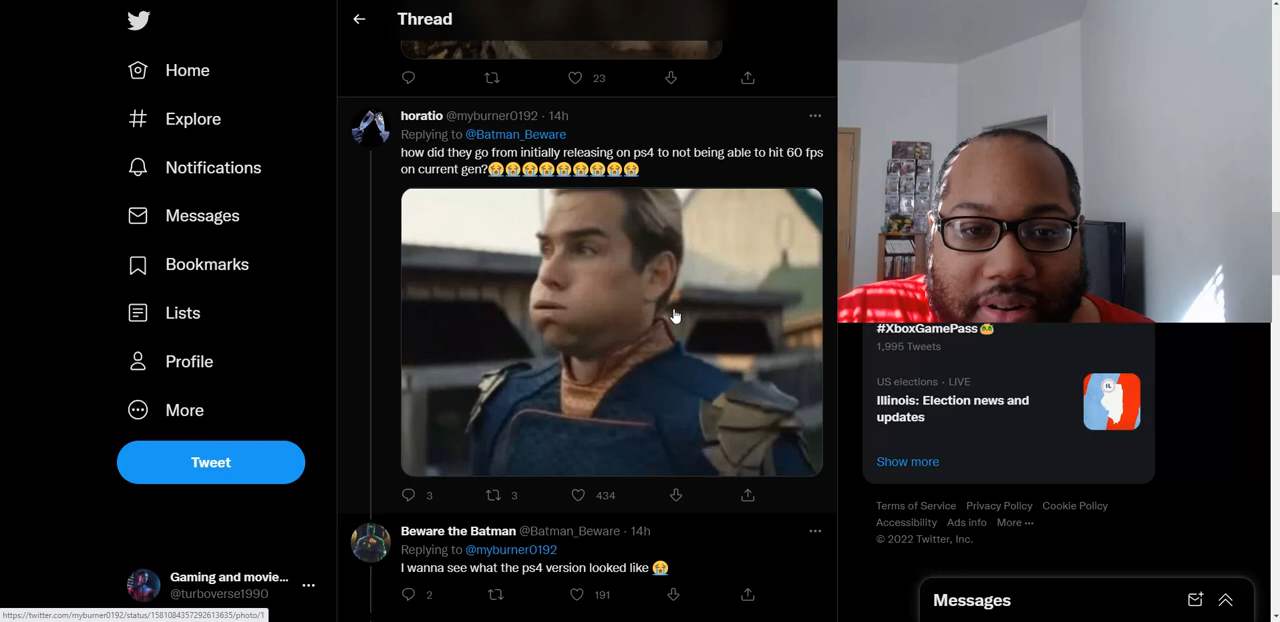 Thread
Home
Explore
Notifications
Messages
Bookmarks
Lists
Profile
More
Tweet
Gaming and movie...
@turboverse1990
https://twitter.com/myburner0192/status/1581084357292613635/photo/1
23
horatio @myburner0192 · 14h
Replying to @Batman_Beware
how did they go from initially releasing on ps4 to not being able to hit 60 fps
on current gen?😭😭😭😭😭😭😭😭😭
3 3 434
Beware the Batman @Batman_Beware · 14h
Replying to @myburner0192
I wanna see what the ps4 version looked like 😭
2 191
#XboxGamePass
1,995 Tweets
US elections · LIVE
Illinois: Election news and
updates
IL
Show more
Terms of Service Privacy Policy Cookie Policy
Accessibility Ads info More ···
© 2022 Twitter, Inc.
Messages